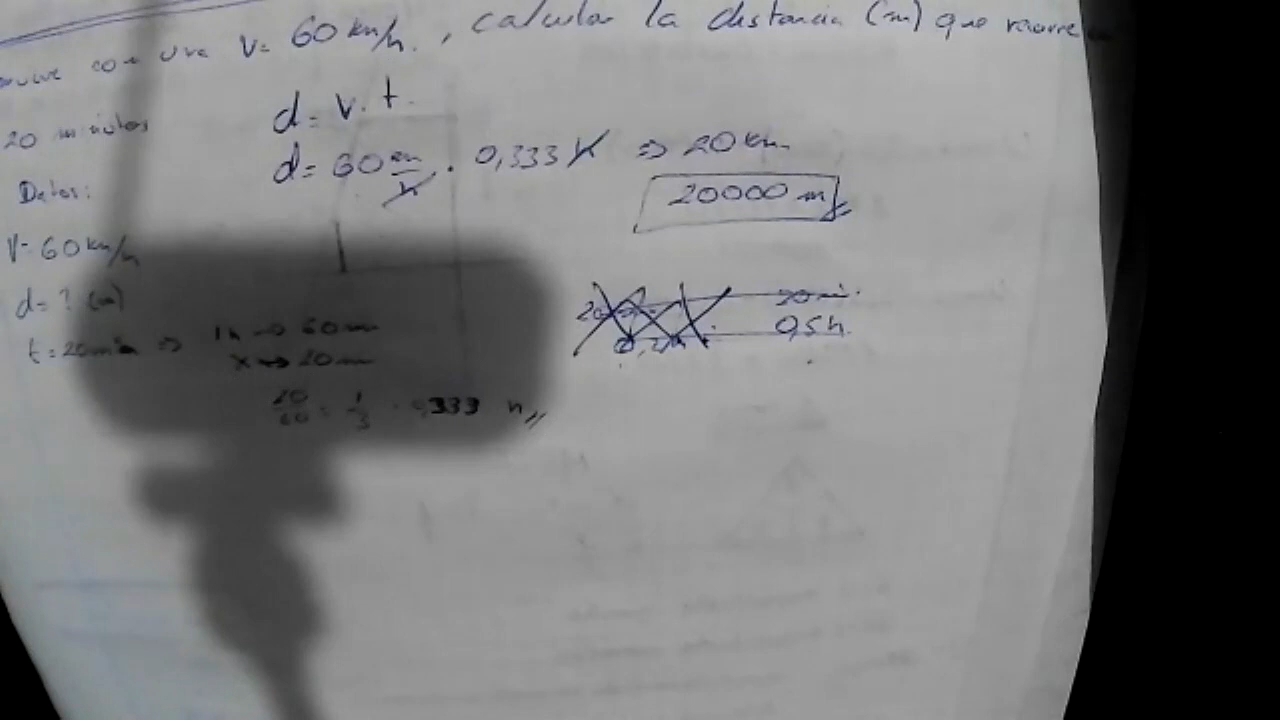 con una V= 60 km/h. , calcular la distancia (m) que recorre
20 minutos
d= V. t.
d= 60 km/h . 0,333 h => 20 km
Datos:
20000 m
V= 60 km/h
d= ? (m)
20 min.
1h -> 60 m
0,5 h
t= 20 min => x -> 20 m
20/60 = 1/3 = 0,333 h